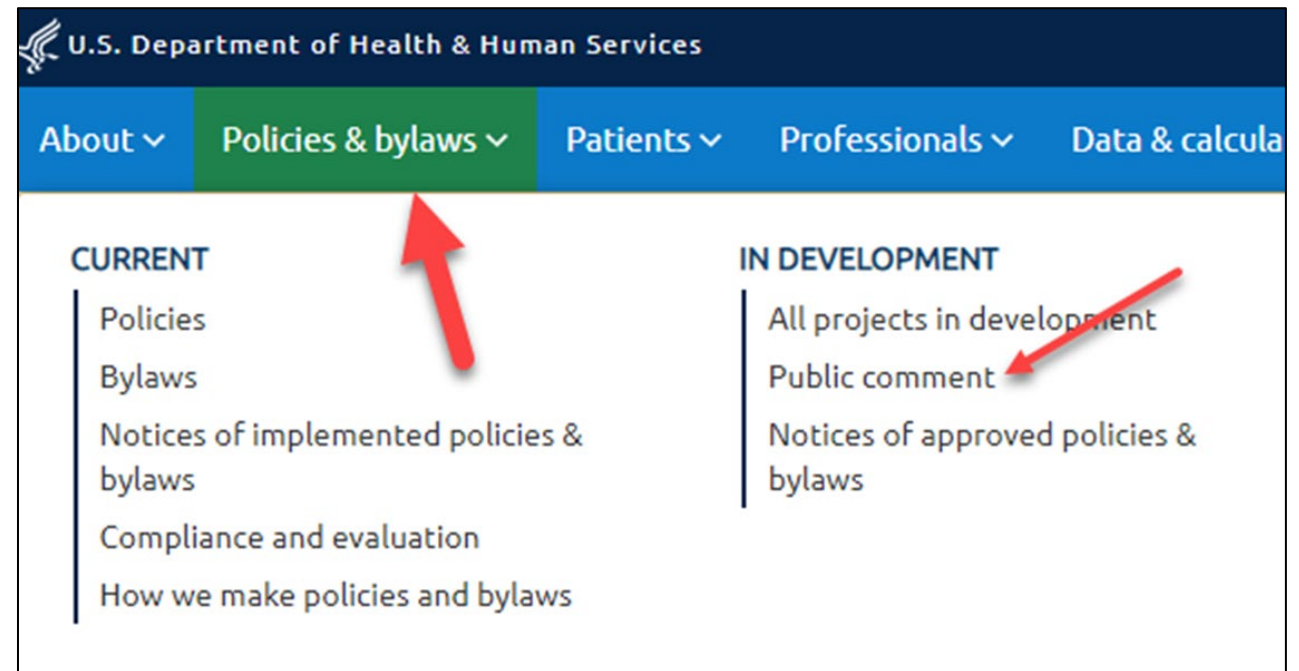 U.S. Department of Health & Human Services
About Policies & bylaws Patients Professionals Data & calcula
CURRENT
Policies
Bylaws
Notices of implemented policies &
bylaws
Compliance and evaluation
How we make policies and bylaws
IN DEVELOPMENT
All projects in development
Public comment
Notices of approved policies &
bylaws